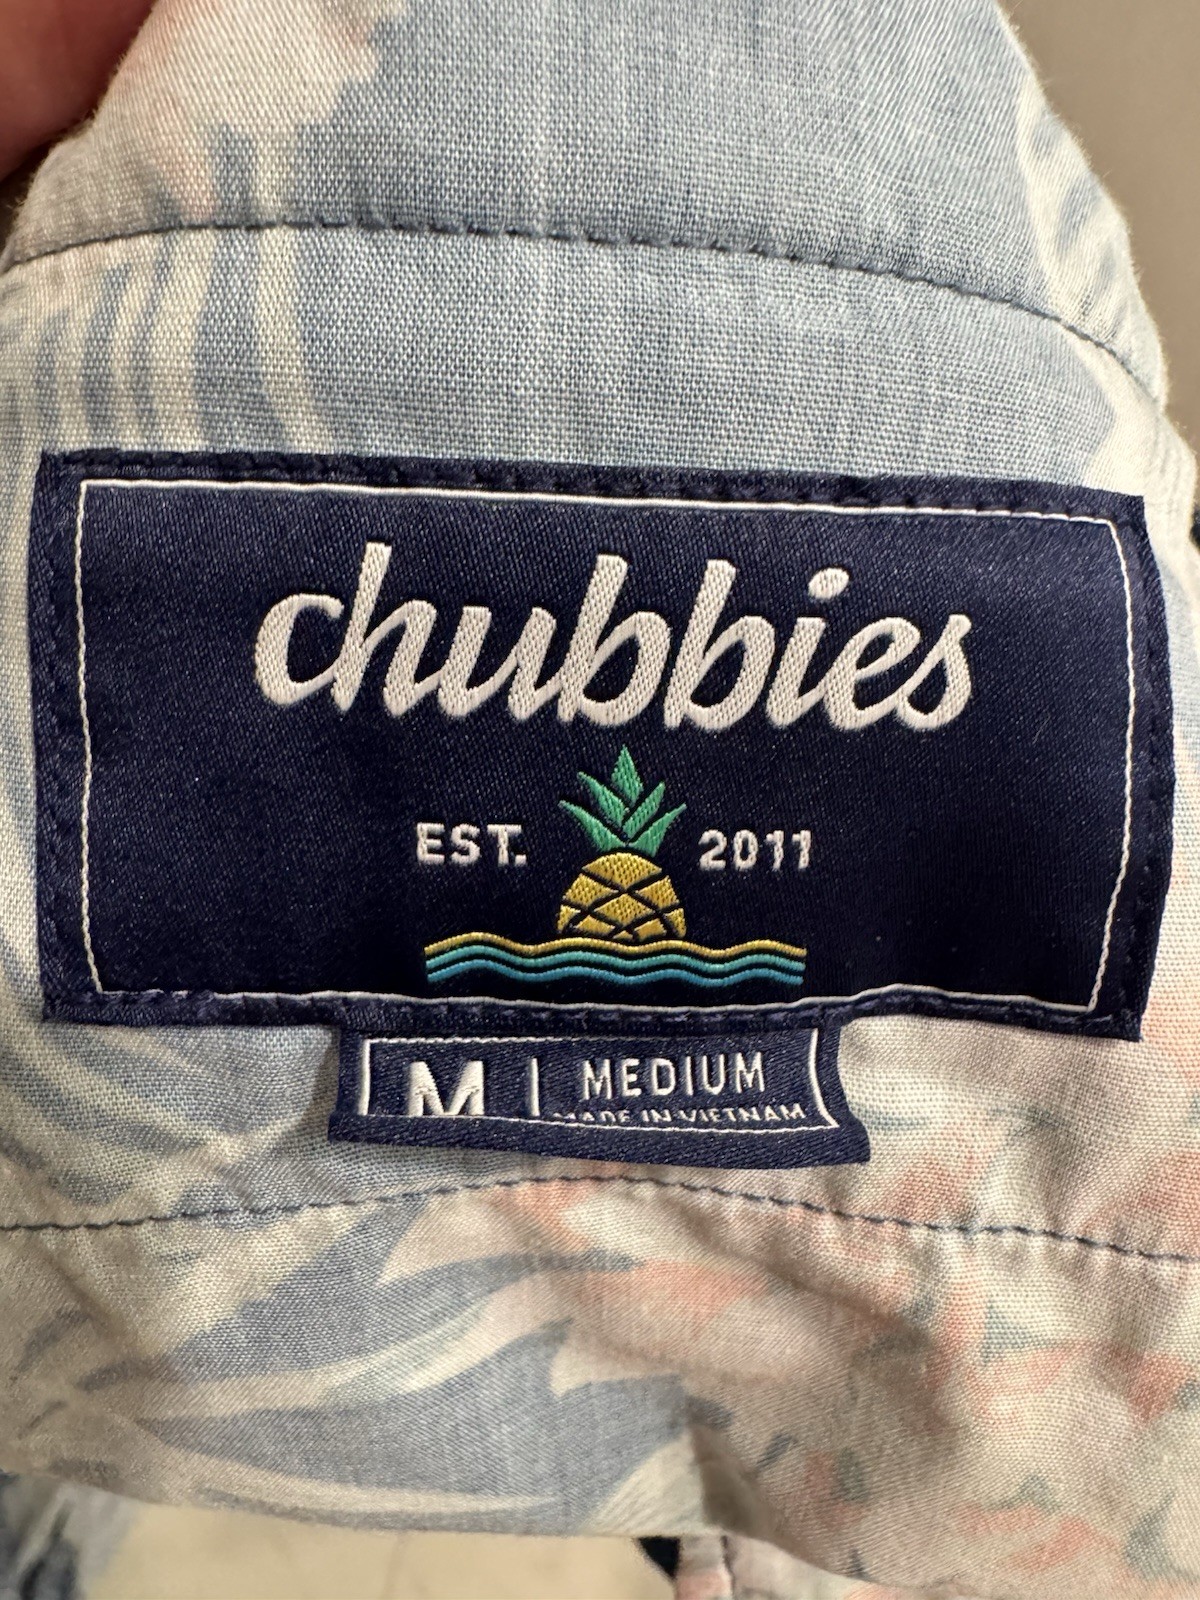 chubbies
EST. 2011
M | MEDIUM
MADE IN VIETNAM